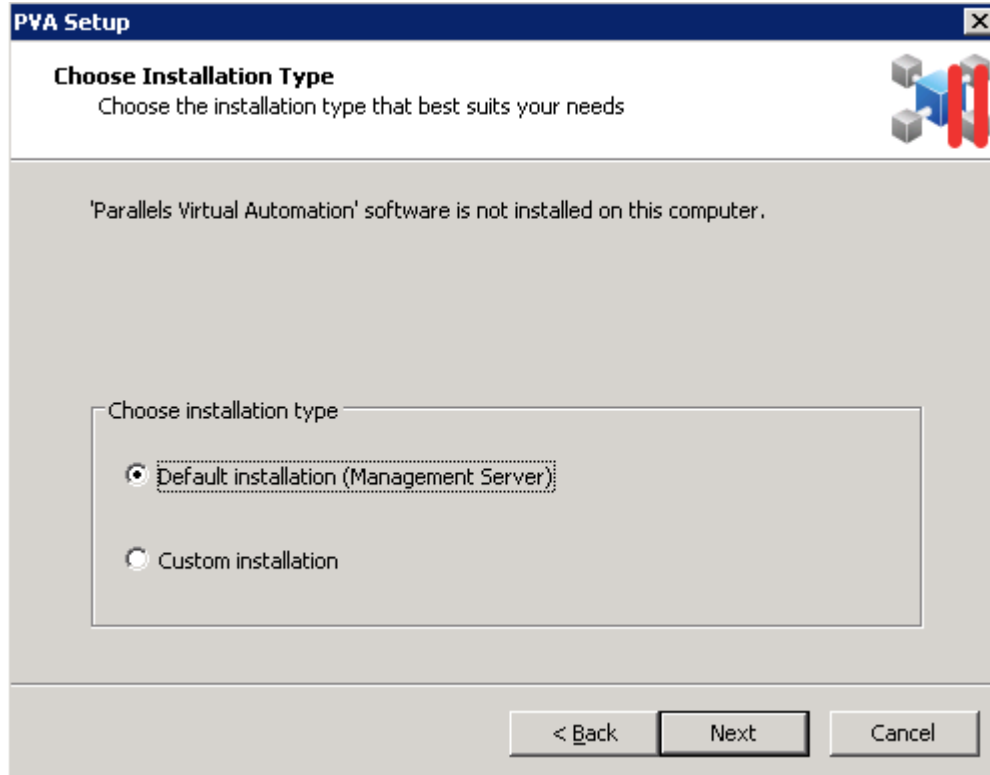 PVA Setup
Choose Installation Type
Choose the installation type that best suits your needs
'Parallels Virtual Automation' software is not installed on this computer.
Choose installation type
Default installation (Management Server)
Custom installation
< Back
Next
Cancel